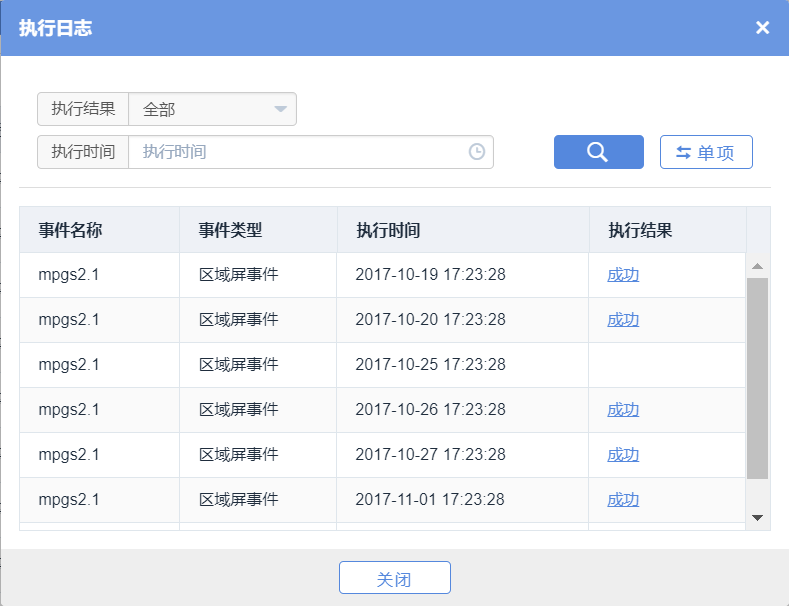 执行日志
执行结果 全部
执行时间 执行时间 单项
事件名称 事件类型 执行时间 执行结果
mpgs2.1 区域屏事件 2017-10-19 17:23:28 成功
mpgs2.1 区域屏事件 2017-10-20 17:23:28 成功
mpgs2.1 区域屏事件 2017-10-25 17:23:28
mpgs2.1 区域屏事件 2017-10-26 17:23:28 成功
mpgs2.1 区域屏事件 2017-10-27 17:23:28 成功
mpgs2.1 区域屏事件 2017-11-01 17:23:28 成功
关闭